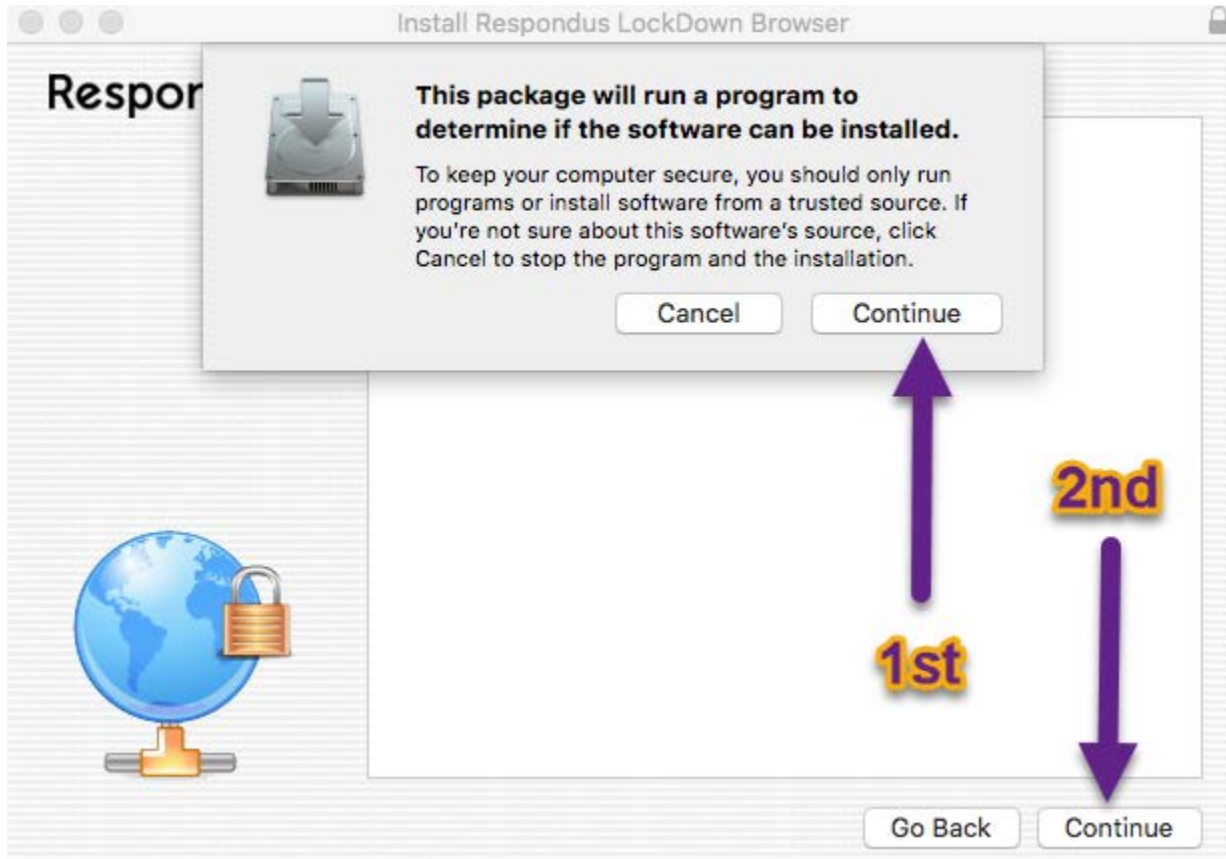 Install Respondus LockDown Browser
Respon
This package will run a program to
determine if the software can be installed.
To keep your computer secure, you should only run
programs or install software from a trusted source. If
you're not sure about this software's source, click
Cancel to stop the program and the installation.
Cancel Continue
2nd
1st
Go Back Continue